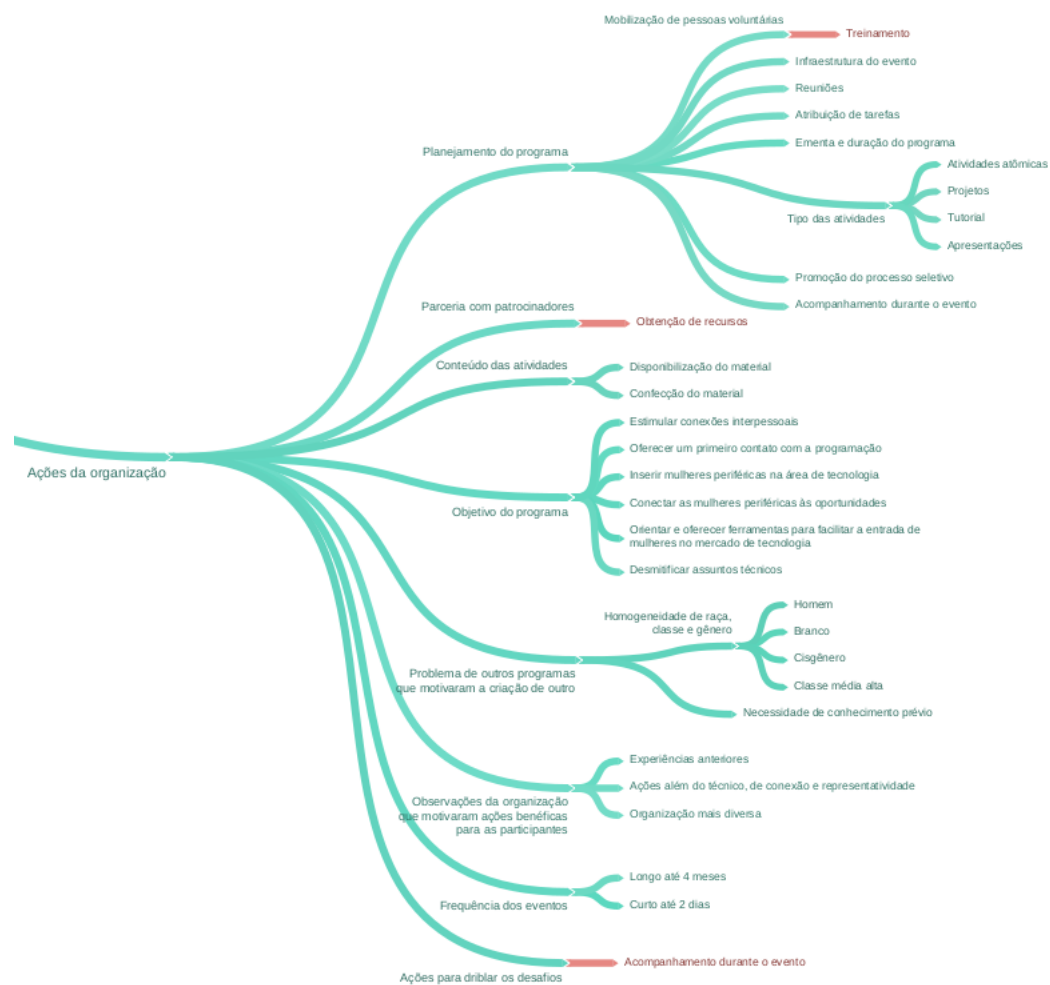 Mobilização de pessoas voluntárias
Treinamento
Infraestrutura do evento
Reuniões
Atribuição de tarefas
Ementa e duração do programa
Planejamento do programa
Atividades atômicas
Projetos
Tipo das atividades
Tutorial
Apresentações
Promoção do processo seletivo
Acompanhamento durante o evento
Parceria com patrocinadores
Obtenção de recursos
Conteúdo das atividades
Disponibilização do material
Confecção do material
Ações da organização
Estimular conexões interpessoais
Oferecer um primeiro contato com a programação
Inserir mulheres periféricas na área de tecnologia
Conectar as mulheres periféricas às oportunidades
Objetivo do programa
Orientar e oferecer ferramentas para facilitar a entrada de
mulheres no mercado de tecnologia
Desmitificar assuntos técnicos
Homogeneidade de raça,
classe e gênero
Homem
Branco
Cisgênero
Classe média alta
Problema de outros programas
que motivaram a criação de outro
Necessidade de conhecimento prévio
Experiências anteriores
Ações além do técnico, de conexão e representatividade
Organização mais diversa
Observações da organização
que motivaram ações benéficas
para as participantes
Longo até 4 meses
Curto até 2 dias
Frequência dos eventos
Acompanhamento durante o evento
Ações para driblar os desafios